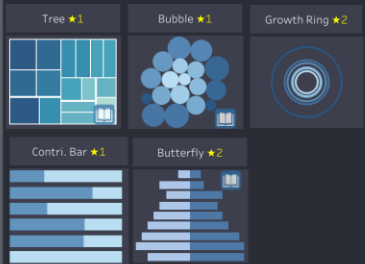 Tree ★1
Bubble ★1
Growth Ring ★2
Contri. Bar ★1
Butterfly ★2